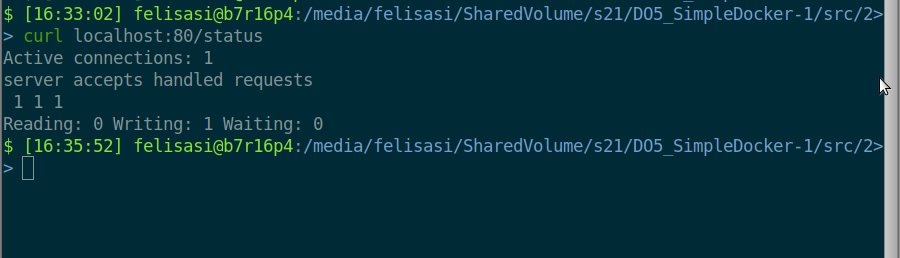 $ [16:33:02] felisasi@b7r16p4:/media/felisasi/SharedVolume/s21/DO5_SimpleDocker-1/src/2>
> curl localhost:80/status
Active connections: 1
server accepts handled requests
 1 1 1
Reading: 0 Writing: 1 Waiting: 0
$ [16:35:52] felisasi@b7r16p4:/media/felisasi/SharedVolume/s21/DO5_SimpleDocker-1/src/2>
>